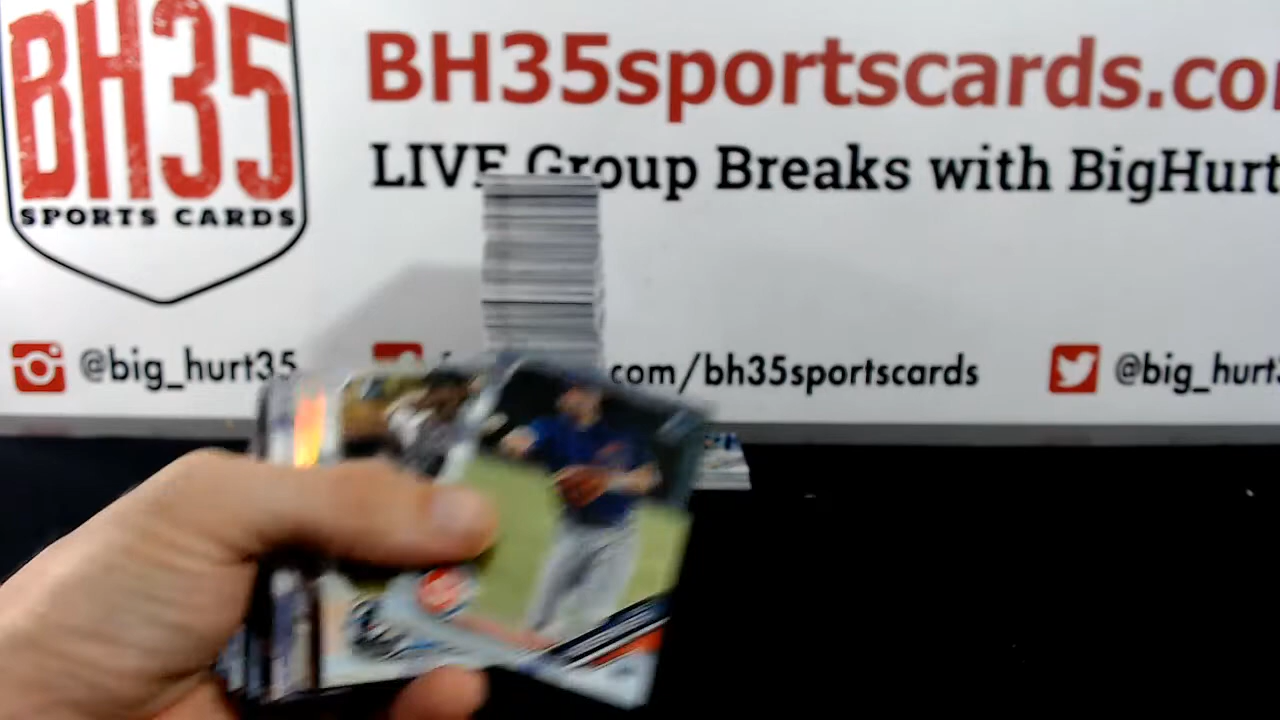 BH35
SPORTS CARDS
BH35sportscards.co
LIVE Group Breaks with BigHurt
@big_hurt35
com/bh35sportscards
@big_hurt